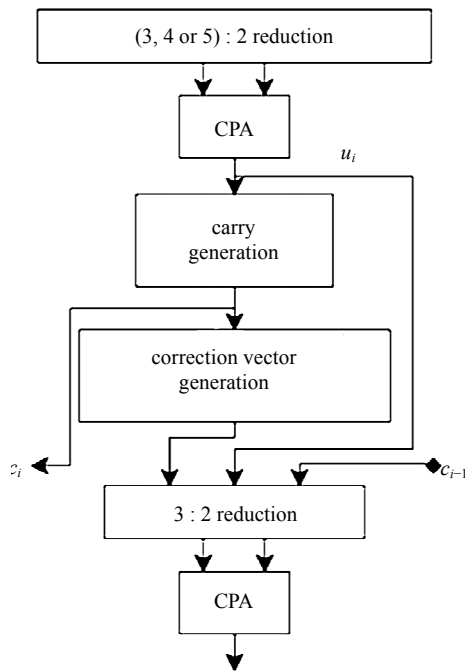 (3, 4 or 5) : 2 reduction
CPA
u_i
carry
generation
correction vector
generation
c_i
c_{i−1}
3 : 2 reduction
CPA